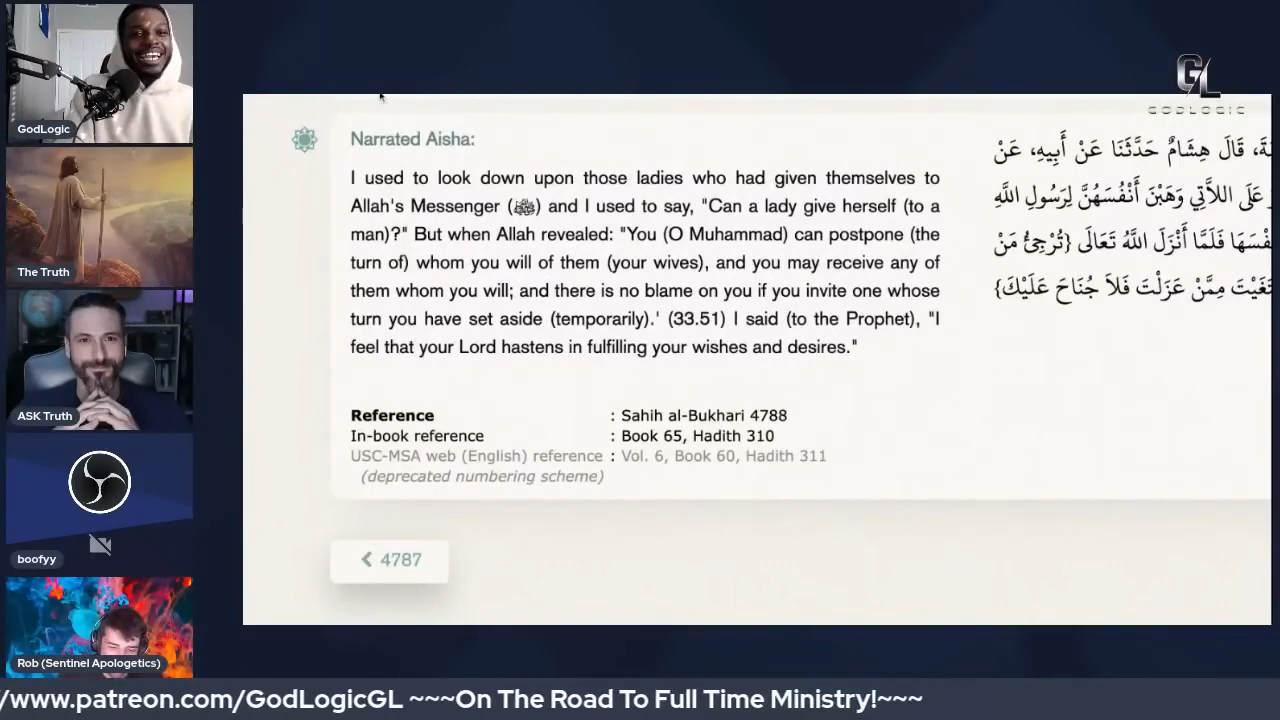 GodLogic
The Truth
ASK Truth
boofyy
Rob (Sentinel Apologetics)
GL
GODLOGIC
Narrated Aisha:
I used to look down upon those ladies who had given themselves to
Allah's Messenger (ﷺ) and I used to say, "Can a lady give herself (to a
man)?" But when Allah revealed: "You (O Muhammad) can postpone (the
turn of) whom you will of them (your wives), and you may receive any of
them whom you will; and there is no blame on you if you invite one whose
turn you have set aside (temporarily).' (33.51) I said (to the Prophet), "I
feel that your Lord hastens in fulfilling your wishes and desires."
قَالَ هِشَامٌ حَدَّثَنَا عَنْ أَبِيهِ، عَنْ
عَلَى اللاَّتِي وَهَبْنَ أَنْفُسَهُنَّ لِرَسُولِ اللَّهِ
فَلَمَّا أَنْزَلَ اللَّهُ تَعَالَى {تُرْجِئُ مَنْ
مِمَّنْ عَزَلْتَ فَلاَ جُنَاحَ عَلَيْكَ}
Reference : Sahih al-Bukhari 4788
In-book reference : Book 65, Hadith 310
USC-MSA web (English) reference : Vol. 6, Book 60, Hadith 311
(deprecated numbering scheme)
4787
/www.patreon.com/GodLogicGL ~~~On The Road To Full Time Ministry!~~~